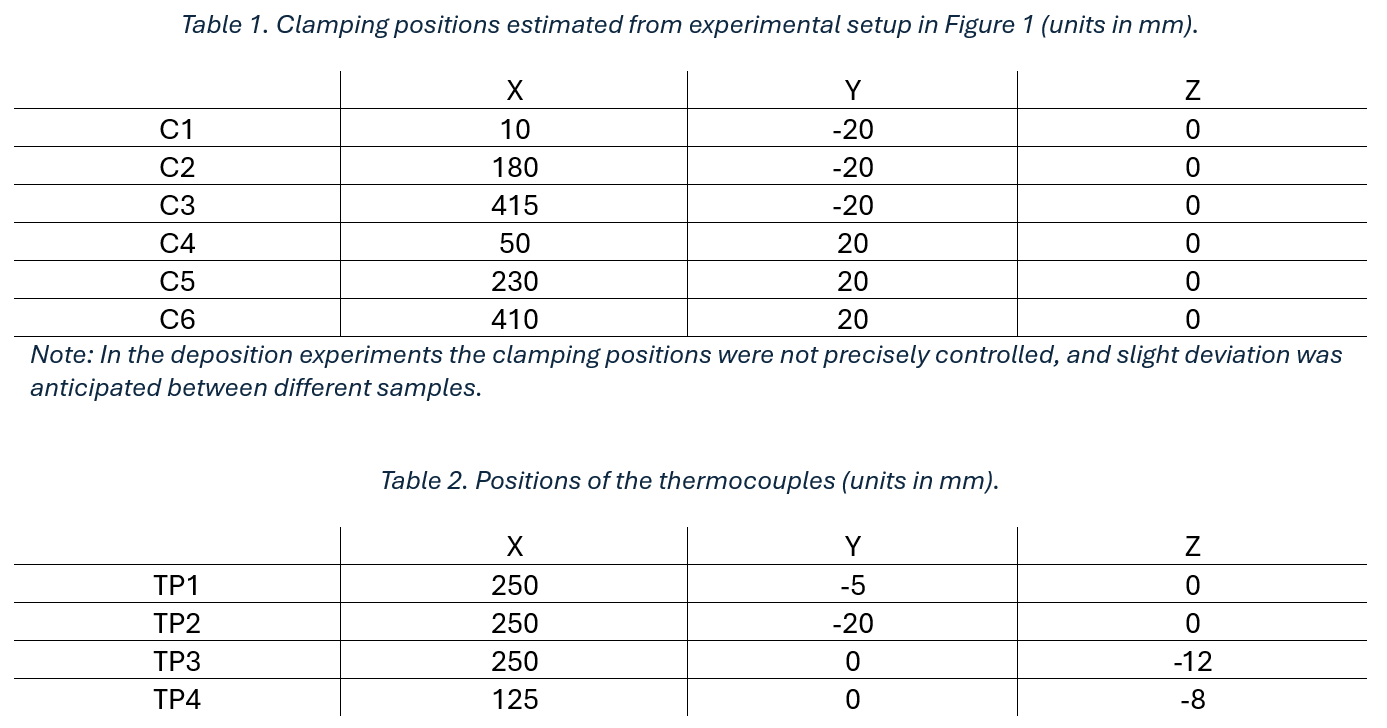 Table 1. Clamping positions estimated from experimental setup in Figure 1 (units in mm).
X Y Z
C1 10 -20 0
C2 180 -20 0
C3 415 -20 0
C4 50 20 0
C5 230 20 0
C6 410 20 0
Note: In the deposition experiments the clamping positions were not precisely controlled, and slight deviation was
anticipated between different samples.
Table 2. Positions of the thermocouples (units in mm).
X Y Z
TP1 250 -5 0
TP2 250 -20 0
TP3 250 0 -12
TP4 125 0 -8